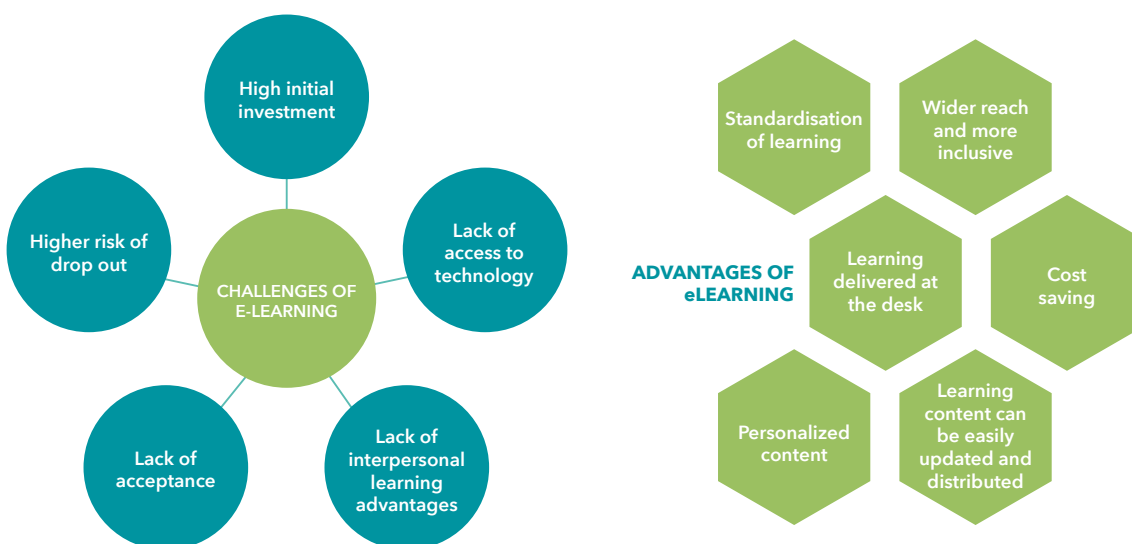 High initial
investment
Higher risk of
drop out
Lack of
access to
technology
CHALLENGES OF
E-LEARNING
Lack of
acceptance
Lack of
interpersonal
learning
advantages
Standardisation
of learning
Wider reach
and more
inclusive
ADVANTAGES OF
eLEARNING
Learning
delivered at
the desk
Cost
saving
Personalized
content
Learning
content can
be easily
updated and
distributed